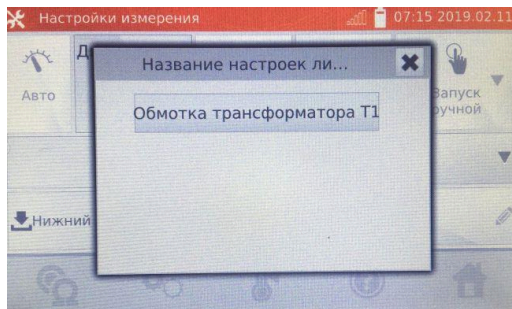 Настройки измерения
07:15 2019.02.11
Название настроек ли...
Авто
Запуск
ручной
Обмотка трансформатора Т1
Нижний